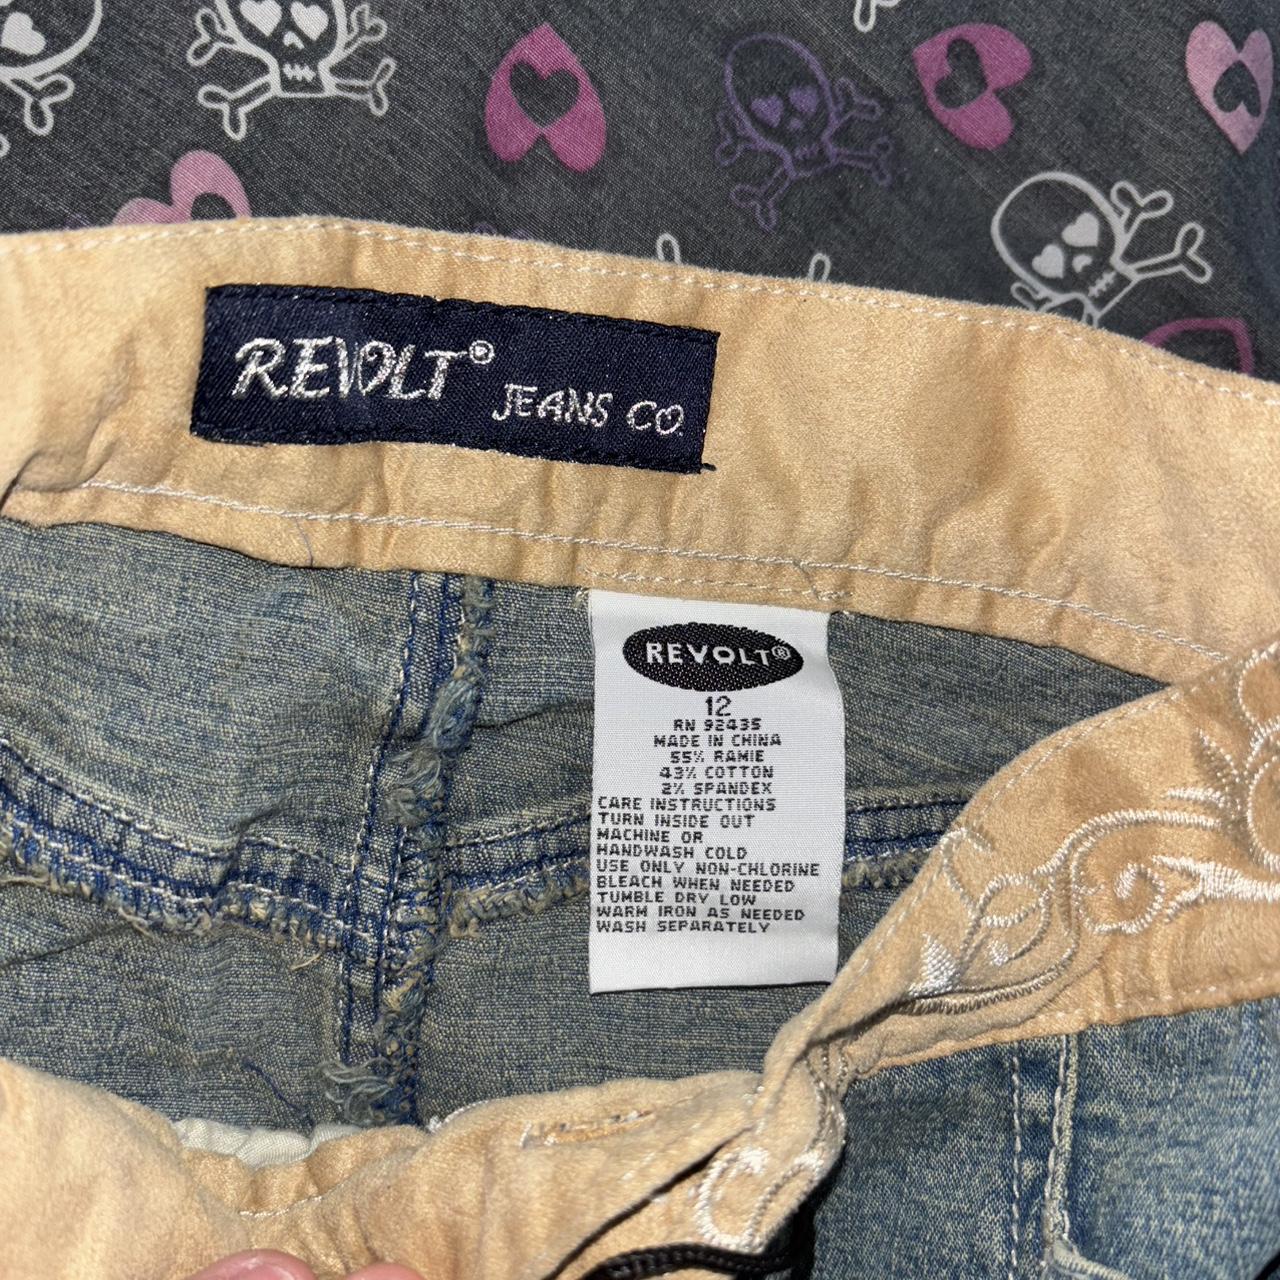 REVOLT®
JEANS CO.
REVOLT®
12
RN 92435
MADE IN CHINA
55% RAMIE
43% COTTON
2% SPANDEX
CARE INSTRUCTIONS
TURN INSIDE OUT
MACHINE OR
HANDWASH COLD
USE ONLY NON-CHLORINE
BLEACH WHEN NEEDED
TUMBLE DRY LOW
WARM IRON AS NEEDED
WASH SEPARATELY